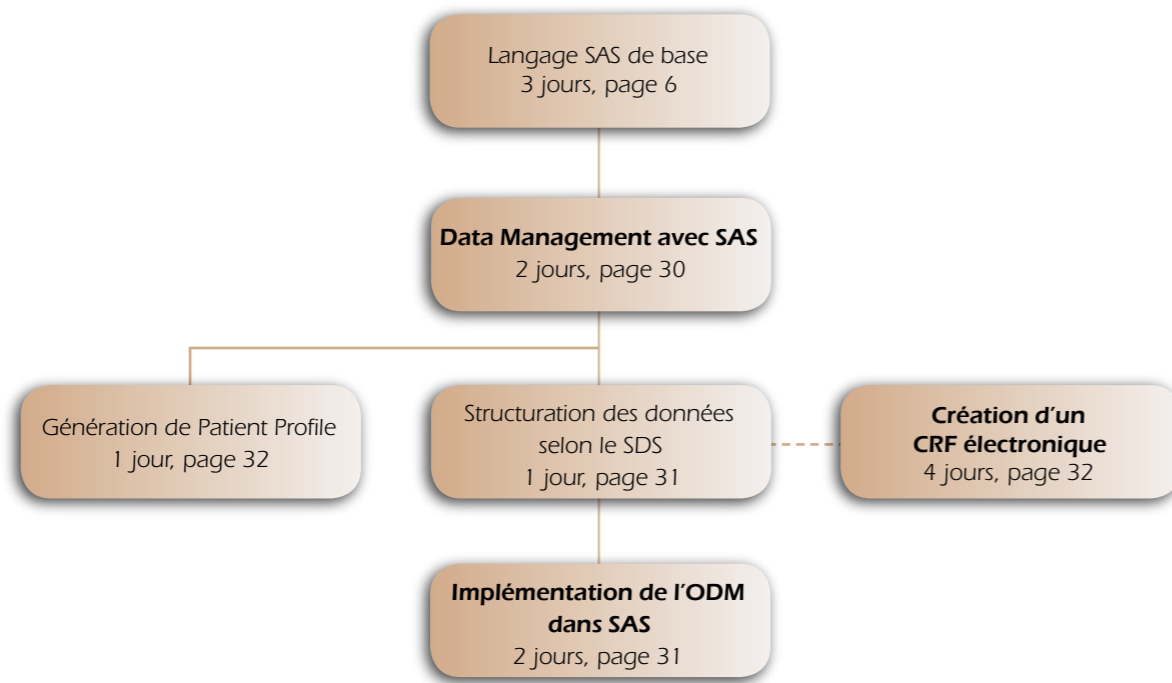 Langage SAS de base
3 jours, page 6
Data Management avec SAS
2 jours, page 30
Génération de Patient Profile
1 jour, page 32
Structuration des données
selon le SDS
1 jour, page 31
Création d'un
CRF électronique
4 jours, page 32
Implémentation de l'ODM
dans SAS
2 jours, page 31